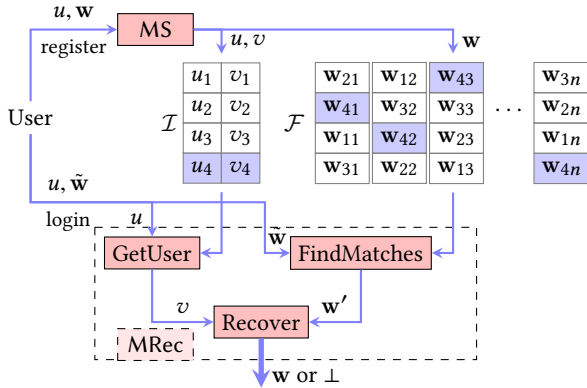 u, w MS
register u, v w
u₁ v₁ w₂₁ w₁₂ w₄₃ w₃ₙ
u₂ v₂ w₄₁ w₃₂ w₃₃ w₂ₙ
User ℐ ℱ ⋯
u₃ v₃ w₁₁ w₄₂ w₂₃ w₁ₙ
u₄ v₄ w₃₁ w₂₂ w₁₃ w₄ₙ
u, w̃
login u w̃
GetUser FindMatches
v w′
Recover
MRec
w or ⊥